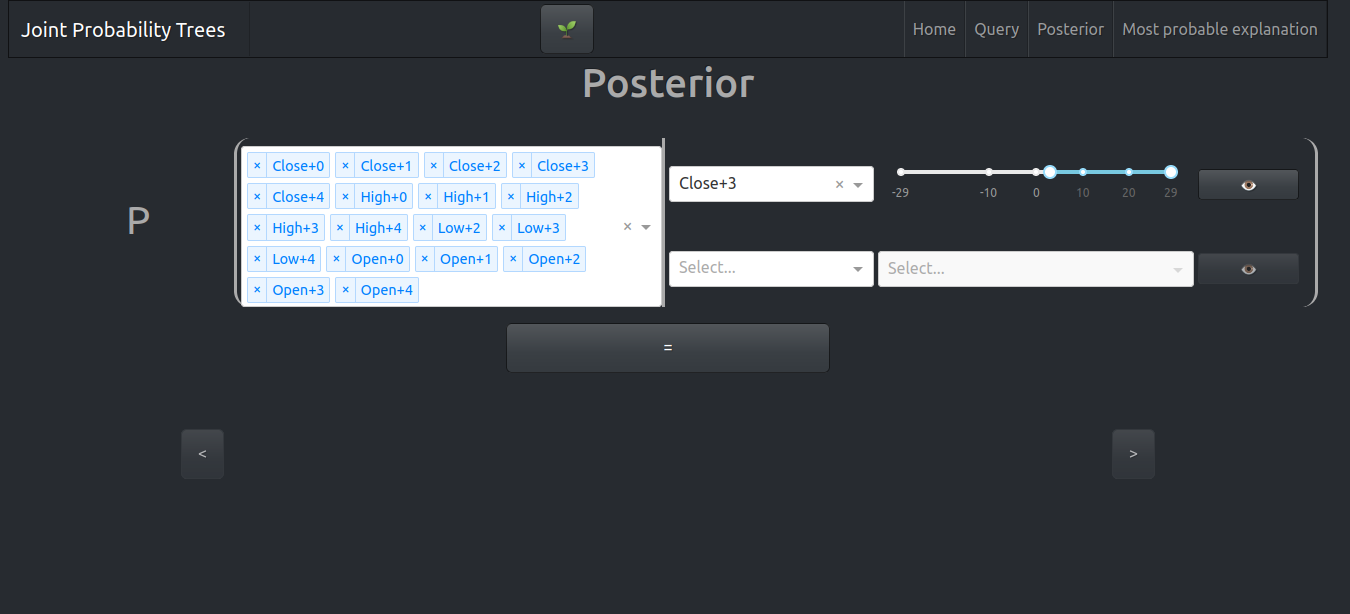 Joint Probability Trees Home Query Posterior Most probable explanation
Posterior
P
× Close+0 × Close+1 × Close+2 × Close+3
× Close+4 × High+0 × High+1 × High+2
× High+3 × High+4 × Low+2 × Low+3
× Low+4 × Open+0 × Open+1 × Open+2
× Open+3 × Open+4
×
Close+3 ×
-29 -10 0 10 20 29
Select... Select...
=
< >